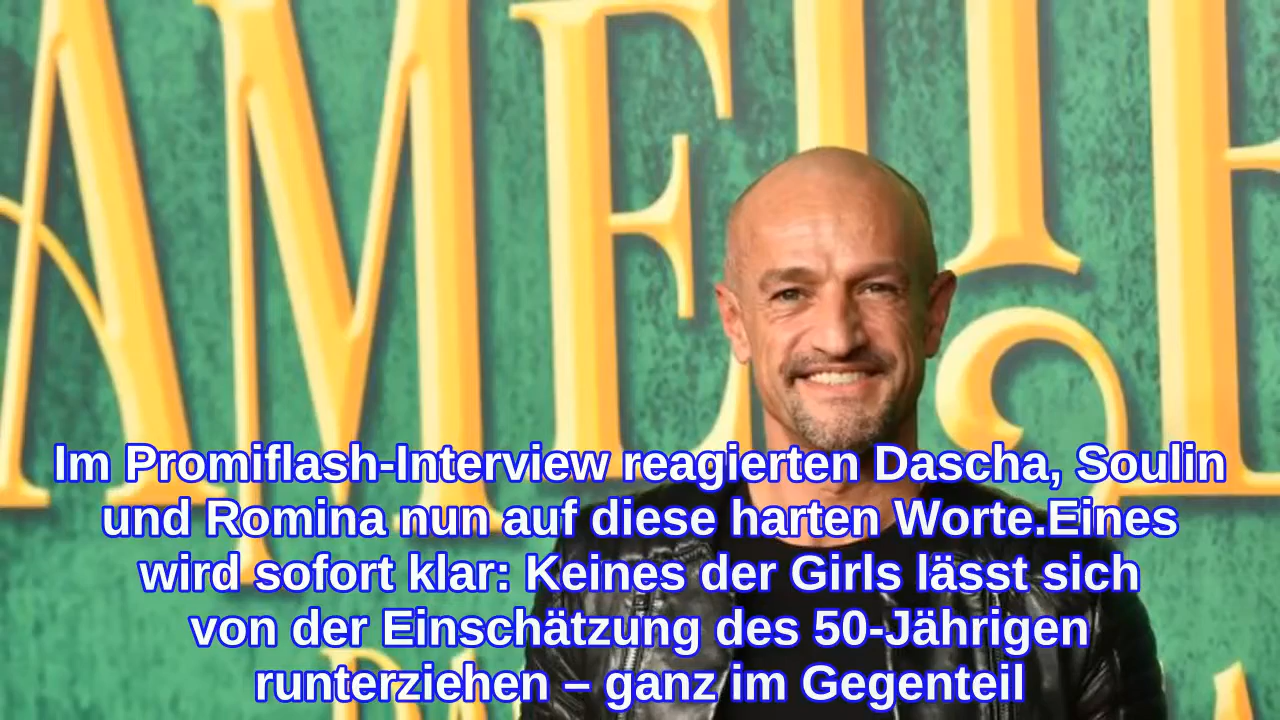 AMELIE
Im Promiflash-Interview reagierten Dascha, Soulin
und Romina nun auf diese harten Worte.Eines
wird sofort klar: Keines der Girls lässt sich
von der Einschätzung des 50-Jährigen
runterziehen – ganz im Gegenteil